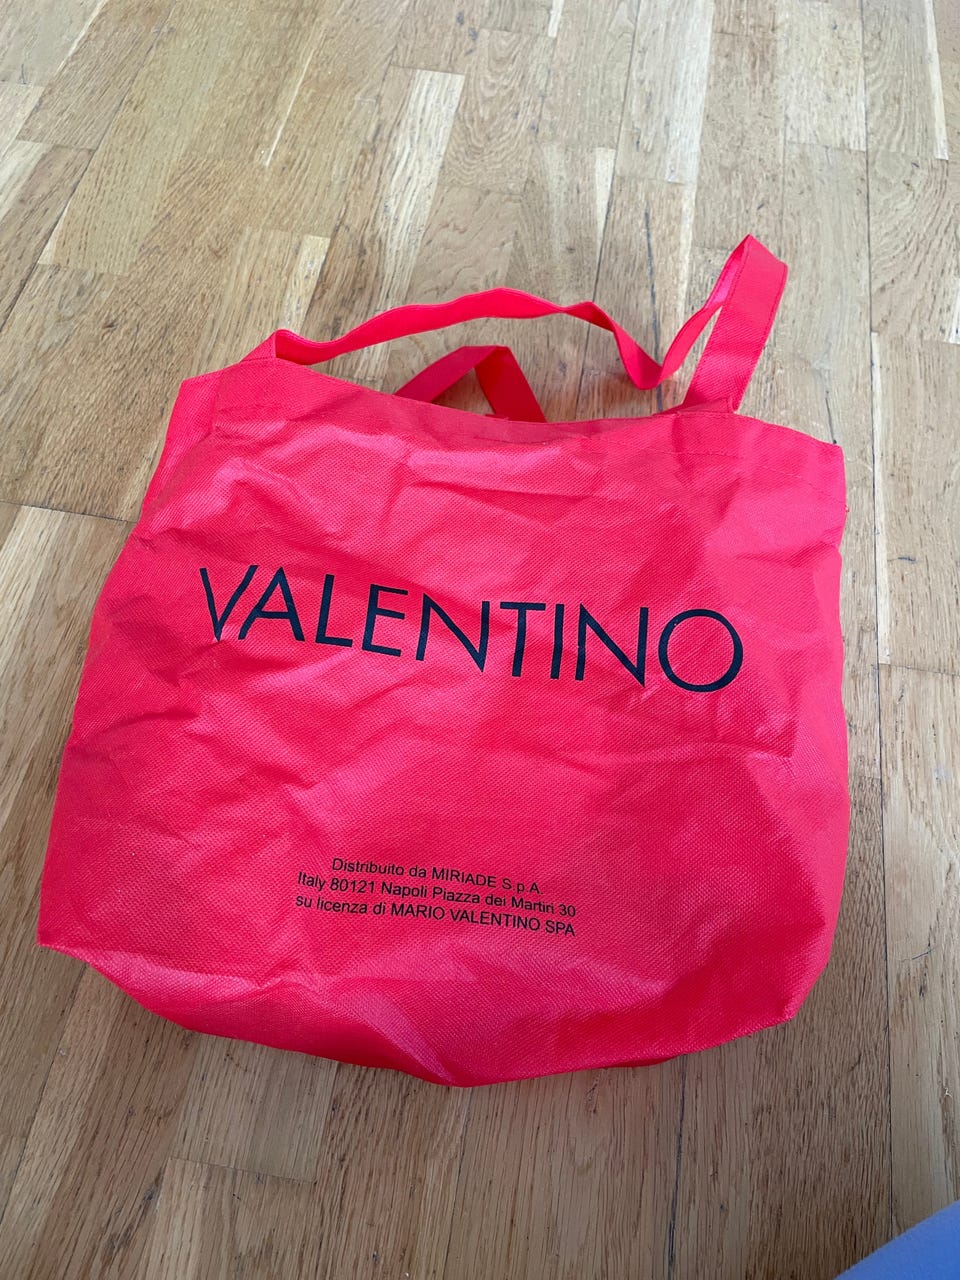 VALENTINO
Distribuito da MIRIADE S.p.A.
Italy 80121 Napoli Piazza dei Martiri 30
su licenza di MARIO VALENTINO SPA